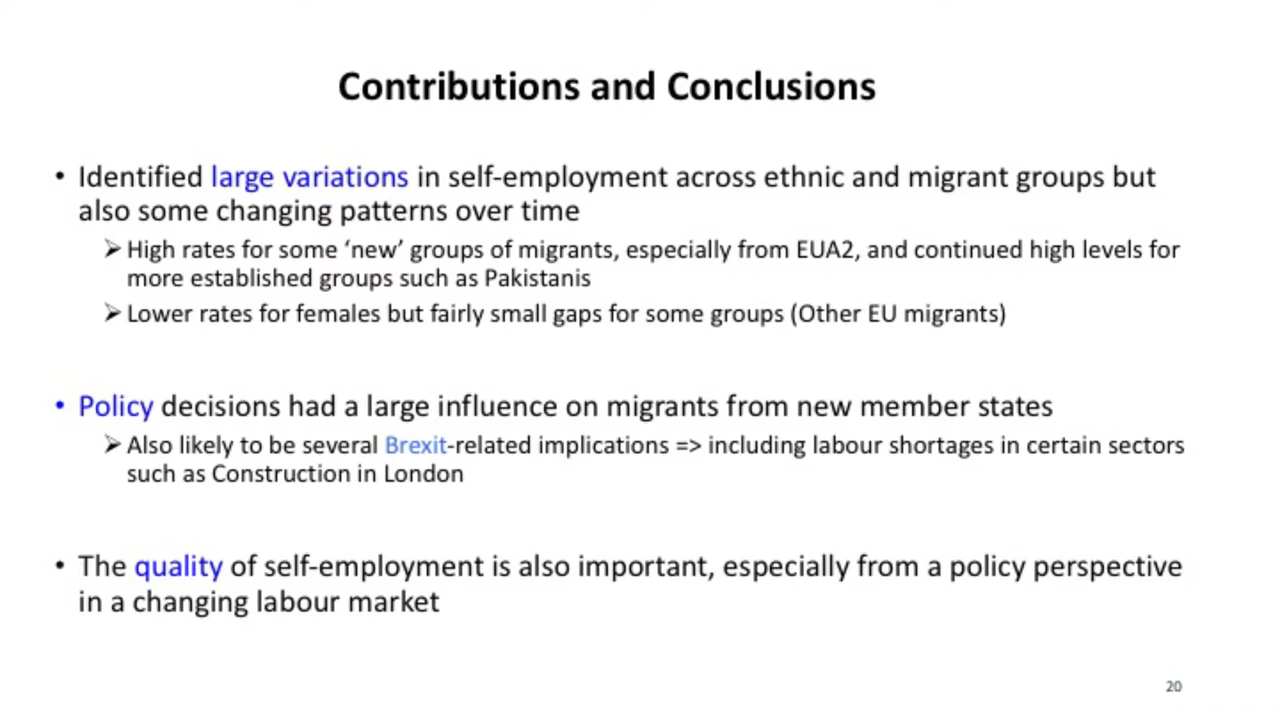 Contributions and Conclusions
• Identified large variations in self-employment across ethnic and migrant groups but
also some changing patterns over time
➢ High rates for some ‘new’ groups of migrants, especially from EUA2, and continued high levels for
more established groups such as Pakistanis
➢ Lower rates for females but fairly small gaps for some groups (Other EU migrants)
• Policy decisions had a large influence on migrants from new member states
➢ Also likely to be several Brexit-related implications => including labour shortages in certain sectors
such as Construction in London
• The quality of self-employment is also important, especially from a policy perspective
in a changing labour market
20